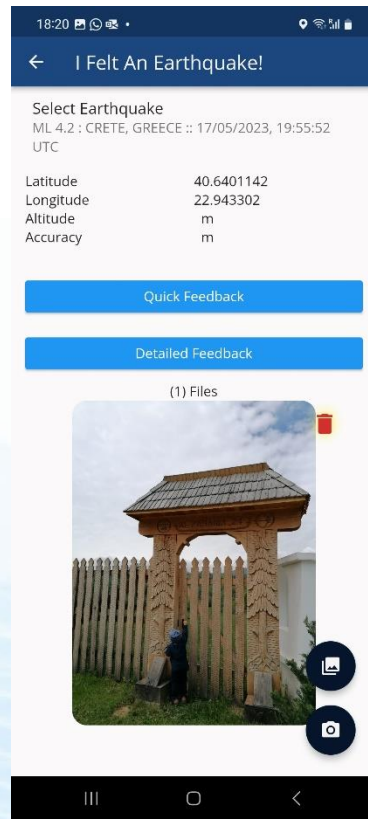 18:20
I Felt An Earthquake!
Select Earthquake
ML 4.2 : CRETE, GREECE :: 17/05/2023, 19:55:52
UTC
Latitude 40.6401142
Longitude 22.943302
Altitude m
Accuracy m
Quick Feedback
Detailed Feedback
(1) Files